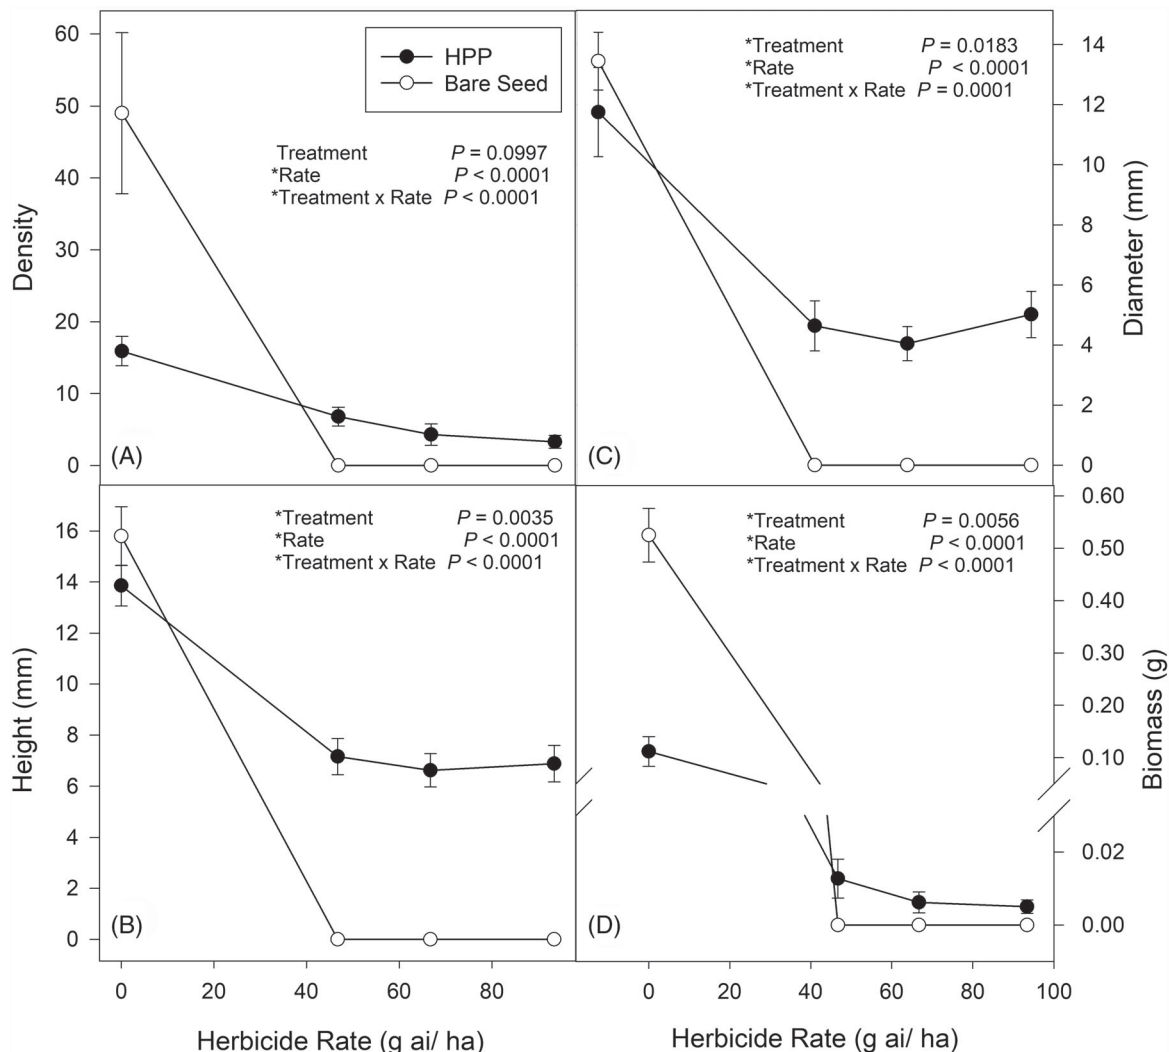 60
50
40
30
20
10
0
Density
HPP
Bare Seed
Treatment P = 0.0997
*Rate P < 0.0001
*Treatment x Rate P < 0.0001
(A)
*Treatment P = 0.0183
*Rate P < 0.0001
*Treatment x Rate P = 0.0001
14
12
10
8
6
4
2
0
Diameter (mm)
(C)
16
14
12
10
8
6
4
2
0
Height (mm)
*Treatment P = 0.0035
*Rate P < 0.0001
*Treatment x Rate P < 0.0001
(B)
0 20 40 60 80
Herbicide Rate (g ai/ ha)
*Treatment P = 0.0056
*Rate P < 0.0001
*Treatment x Rate P < 0.0001
0.60
0.50
0.40
0.30
0.20
0.10
0.02
0.00
Biomass (g)
(D)
0 20 40 60 80 100
Herbicide Rate (g ai/ ha)